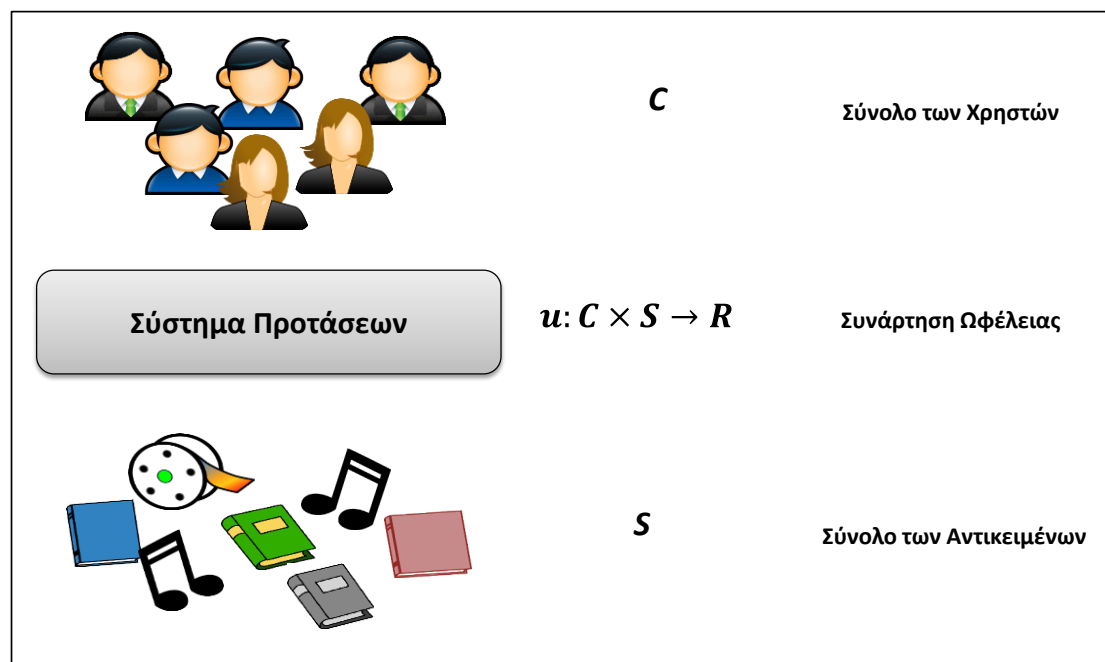 C
Σύνολο των Χρηστών
Σύστημα Προτάσεων
u: C × S → R
Συνάρτηση Ωφέλειας
S
Σύνολο των Αντικειμένων